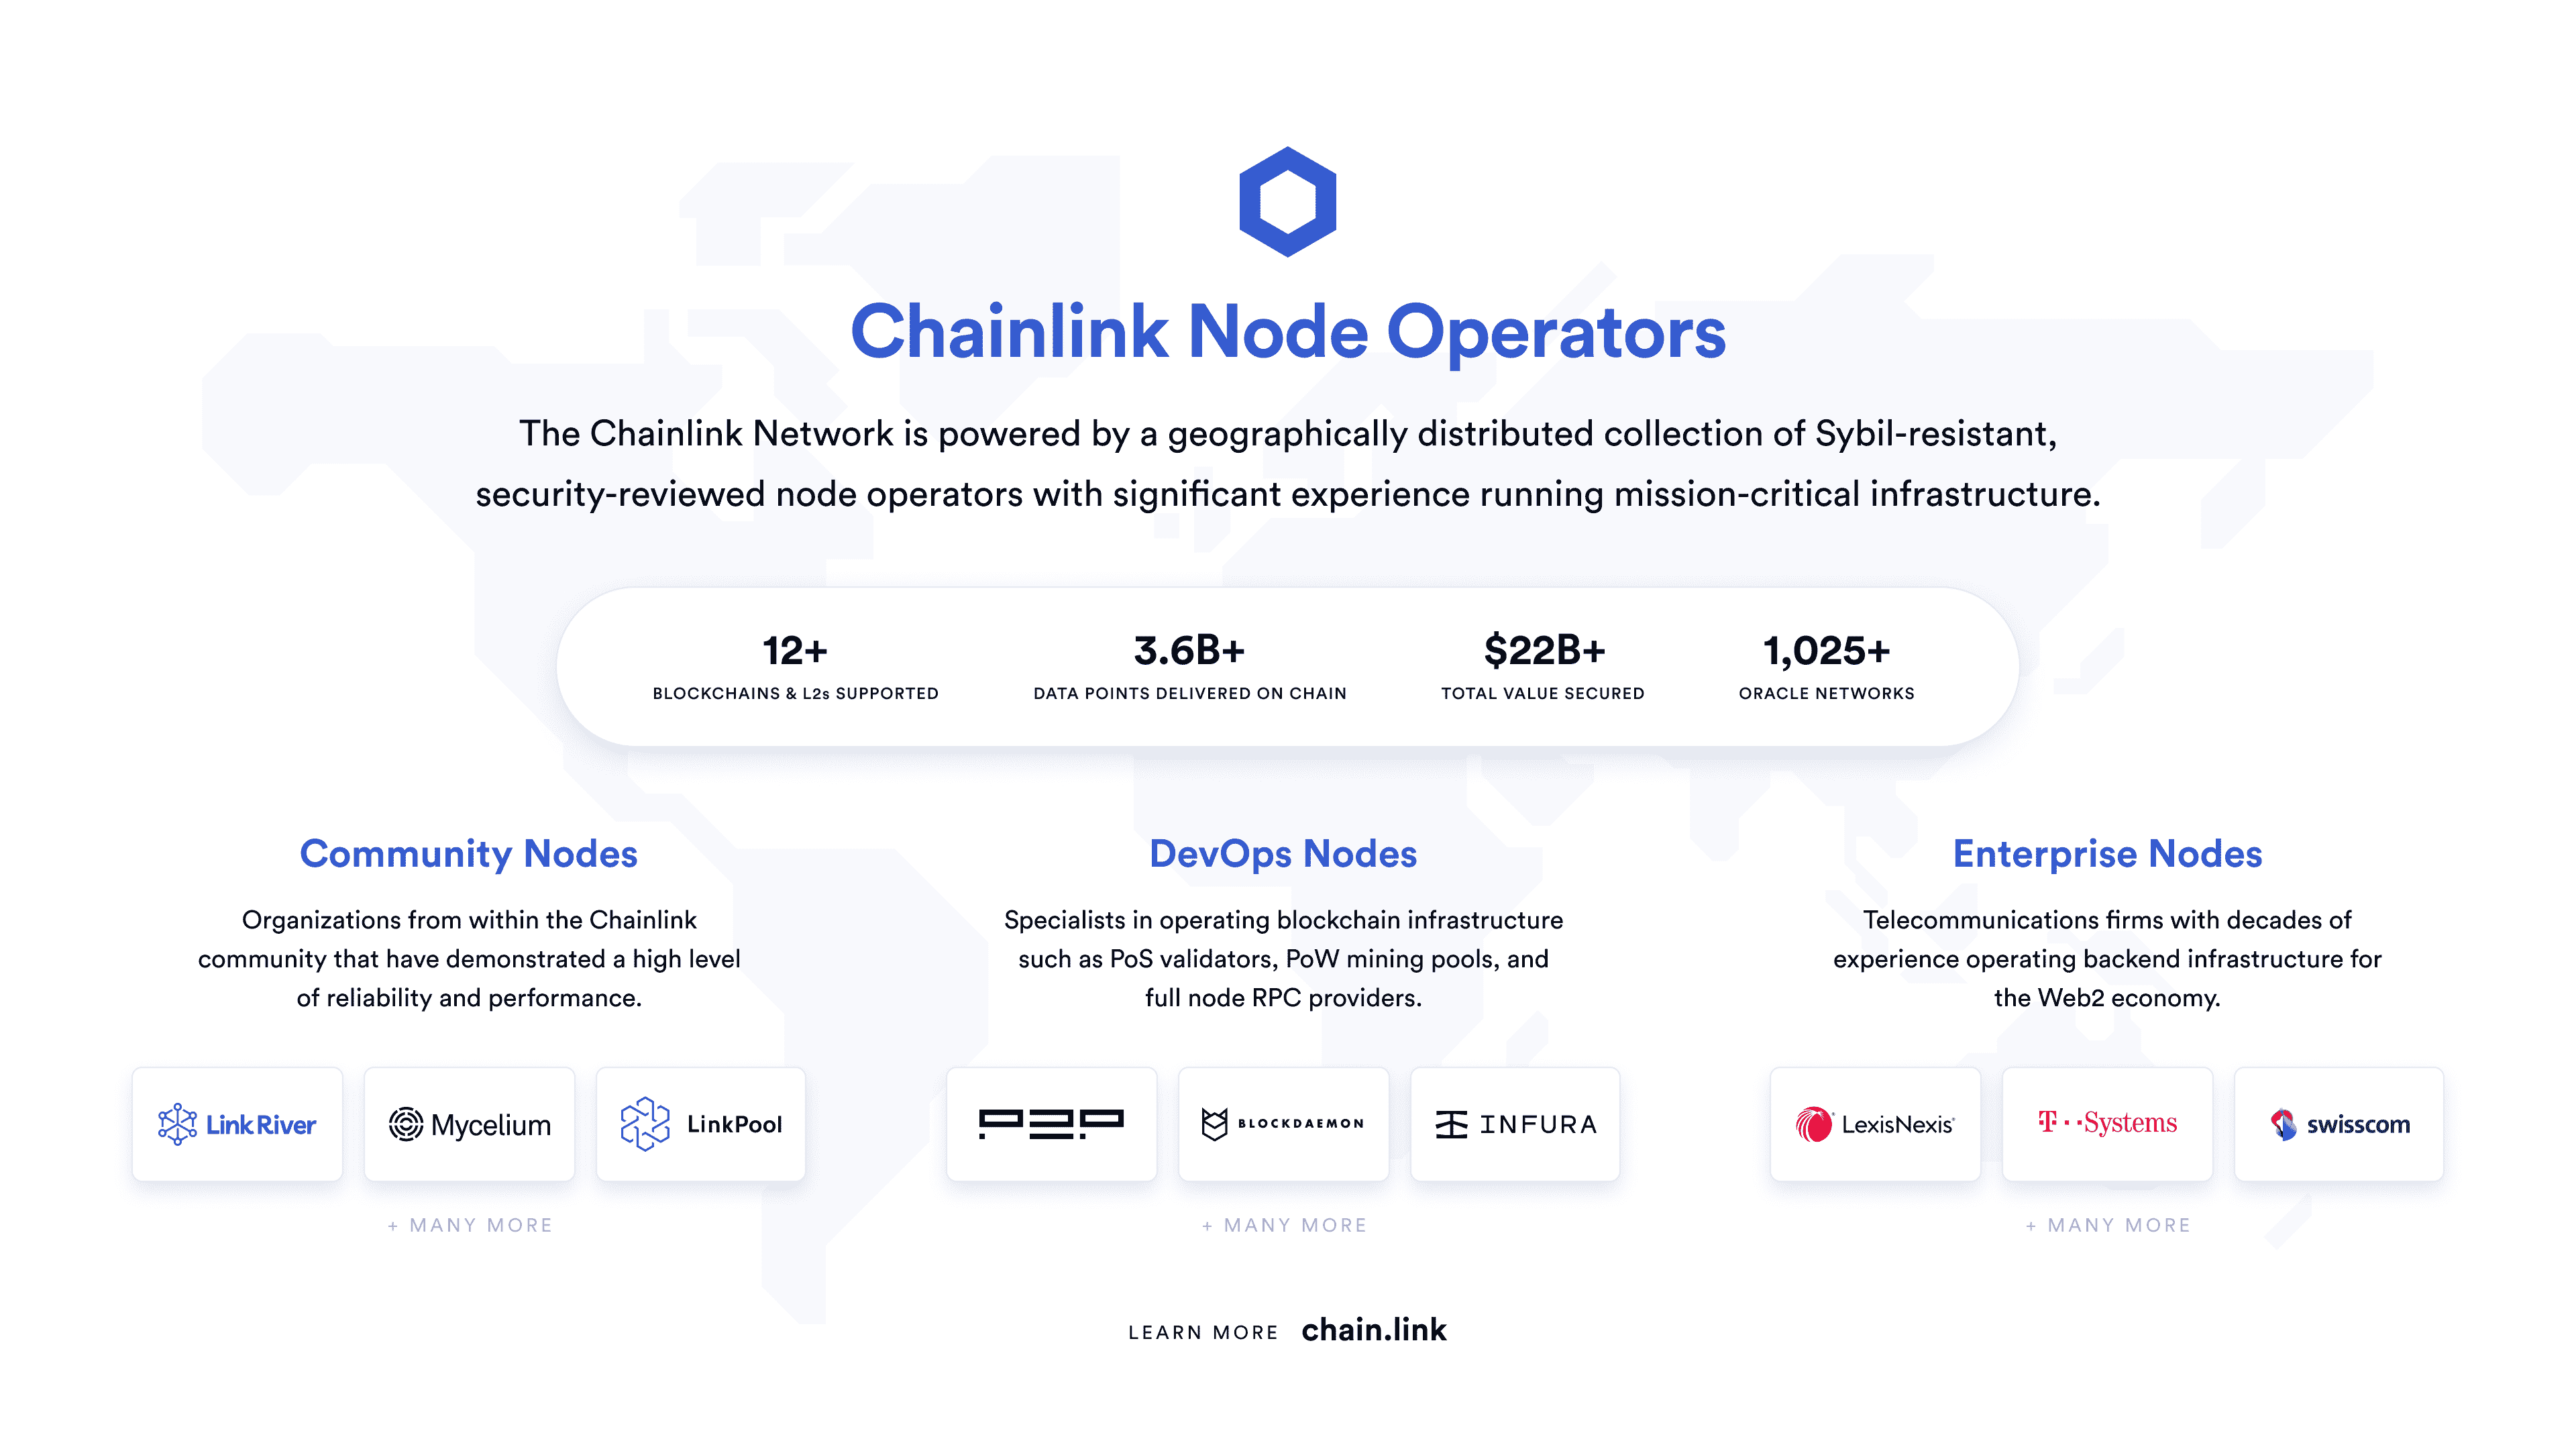 Chainlink Node Operators
The Chainlink Network is powered by a geographically distributed collection of Sybil-resistant,
security-reviewed node operators with significant experience running mission-critical infrastructure.
12+
BLOCKCHAINS & L2s SUPPORTED
3.6B+
DATA POINTS DELIVERED ON CHAIN
$22B+
TOTAL VALUE SECURED
1,025+
ORACLE NETWORKS
Community Nodes
Organizations from within the Chainlink
community that have demonstrated a high level
of reliability and performance.
LinkRiver
Mycelium
LinkPool
+ MANY MORE
DevOps Nodes
Specialists in operating blockchain infrastructure
such as PoS validators, PoW mining pools, and
full node RPC providers.
P2P
BLOCKDAEMON
INFURA
+ MANY MORE
Enterprise Nodes
Telecommunications firms with decades of
experience operating backend infrastructure for
the Web2 economy.
LexisNexis®
T··Systems
swisscom
+ MANY MORE
LEARN MORE chain.link